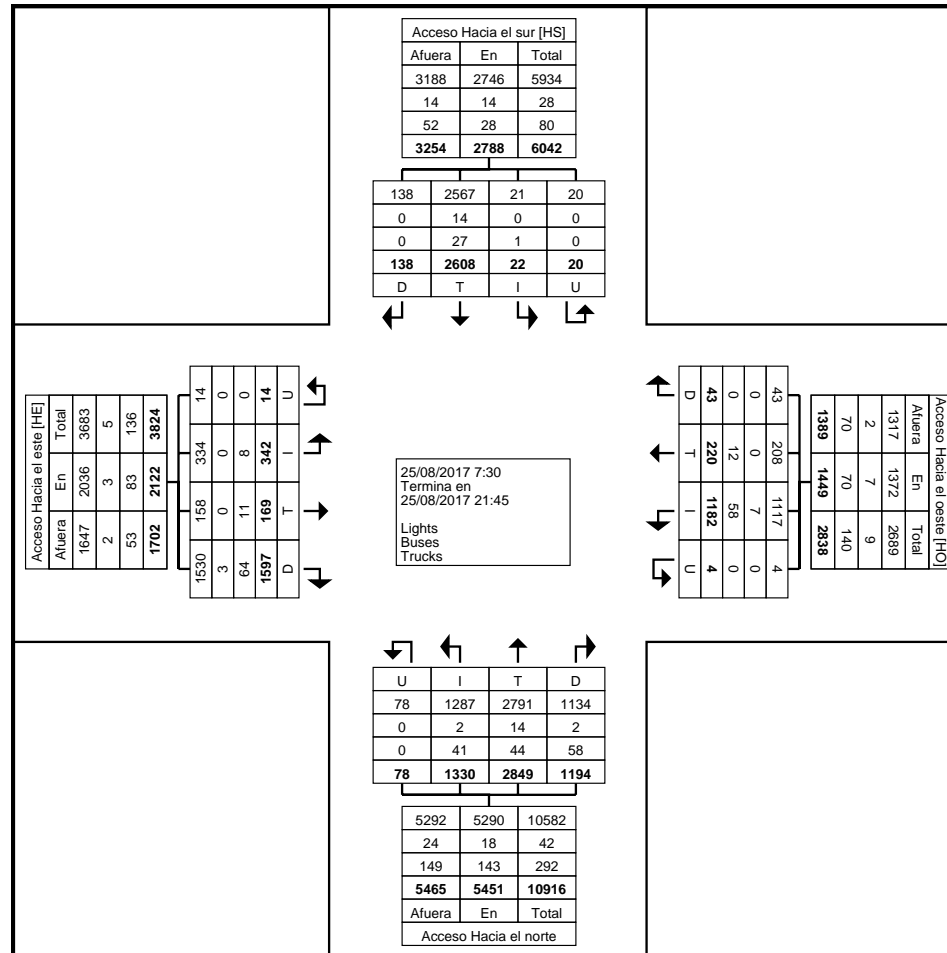 Acceso Hacia el sur [HS]
Afuera En Total
3188 2746 5934
14 14 28
52 28 80
3254 2788 6042
138 2567 21 20
0 14 0 0
0 27 1 0
138 2608 22 20
D T I U
Acceso Hacia el este [HE]
Total En Afuera
3683 2036 1647
5 3 2
136 83 53
3824 2122 1702
14 334 158 1530
0 0 0 3
0 8 11 64
14 342 169 1597
U I T D
25/08/2017 7:30
Termina en
25/08/2017 21:45
Lights
Buses
Trucks
D T I U
43 220 1182 4
0 12 58 0
0 0 7 0
43 208 1117 4
1389 1449 2838
70 70 140
2 7 9
1317 1372 2689
Afuera En Total
Acceso Hacia el oeste [HO]
U I T D
78 1287 2791 1134
0 2 14 2
0 41 44 58
78 1330 2849 1194
5292 5290 10582
24 18 42
149 143 292
5465 5451 10916
Afuera En Total
Acceso Hacia el norte